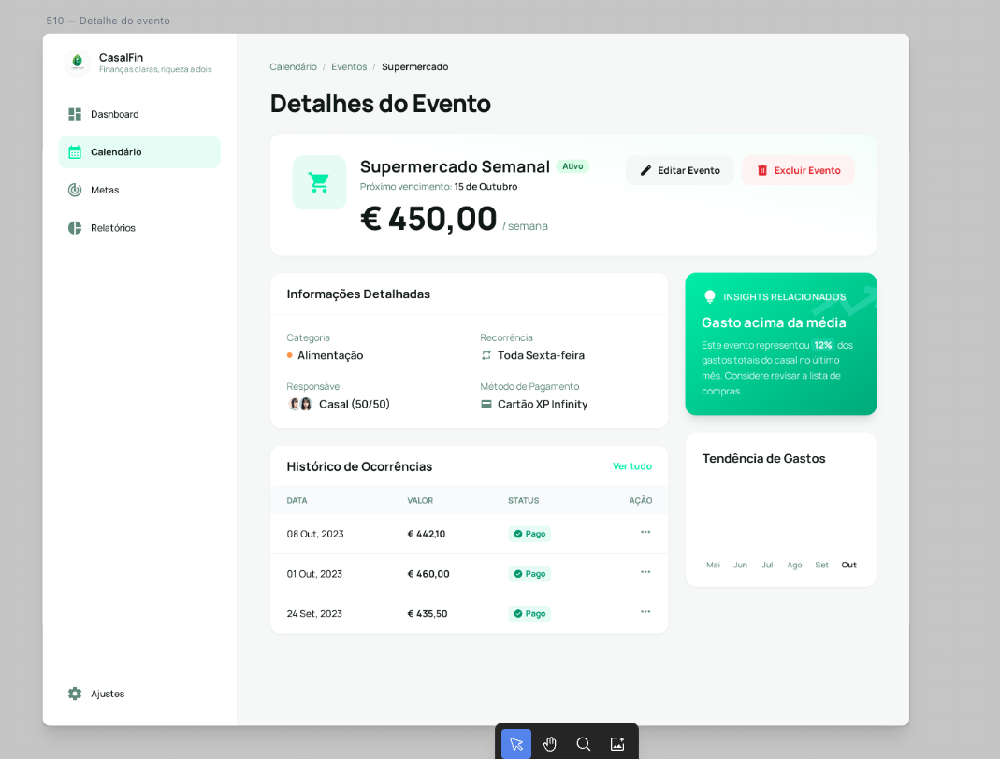 510 — Detalhe do evento
CasalFin
Finanças claras, riqueza a dois
Dashboard
Calendário
Metas
Relatórios
Ajustes
Calendário / Eventos / Supermercado
Detalhes do Evento
Supermercado Semanal Ativo
Próximo vencimento: 15 de Outubro
€ 450,00 / semana
Editar Evento
Excluir Evento
Informações Detalhadas
Categoria
Alimentação
Recorrência
Toda Sexta-feira
Responsável
Casal (50/50)
Método de Pagamento
Cartão XP Infinity
Histórico de Ocorrências Ver tudo
DATA VALOR STATUS AÇÃO
08 Out, 2023 € 442,10 Pago
01 Out, 2023 € 460,00 Pago
24 Set, 2023 € 435,50 Pago
INSIGHTS RELACIONADOS
Gasto acima da média
Este evento representou 12% dos
gastos totais do casal no último
mês. Considere revisar a lista de
compras.
Tendência de Gastos
Mai Jun Jul Ago Set Out